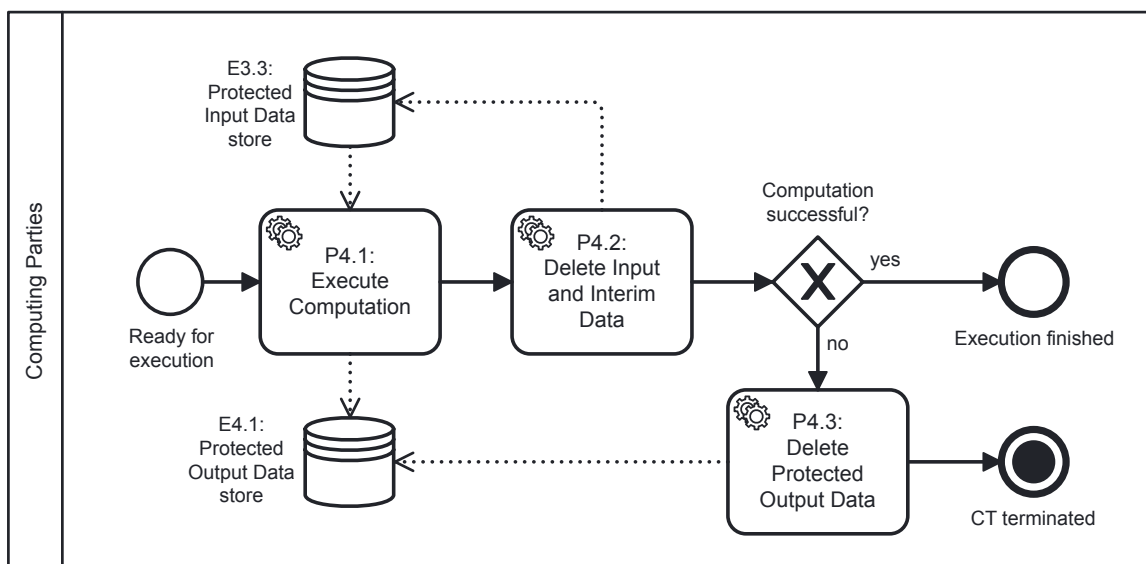 Computing Parties
E3.3:
Protected
Input Data
store
Computation
successful?
P4.1:
Execute
Computation
P4.2:
Delete Input
and Interim
Data
yes
Ready for
execution
Execution finished
no
E4.1:
Protected
Output Data
store
P4.3:
Delete
Protected
Output Data
CT terminated